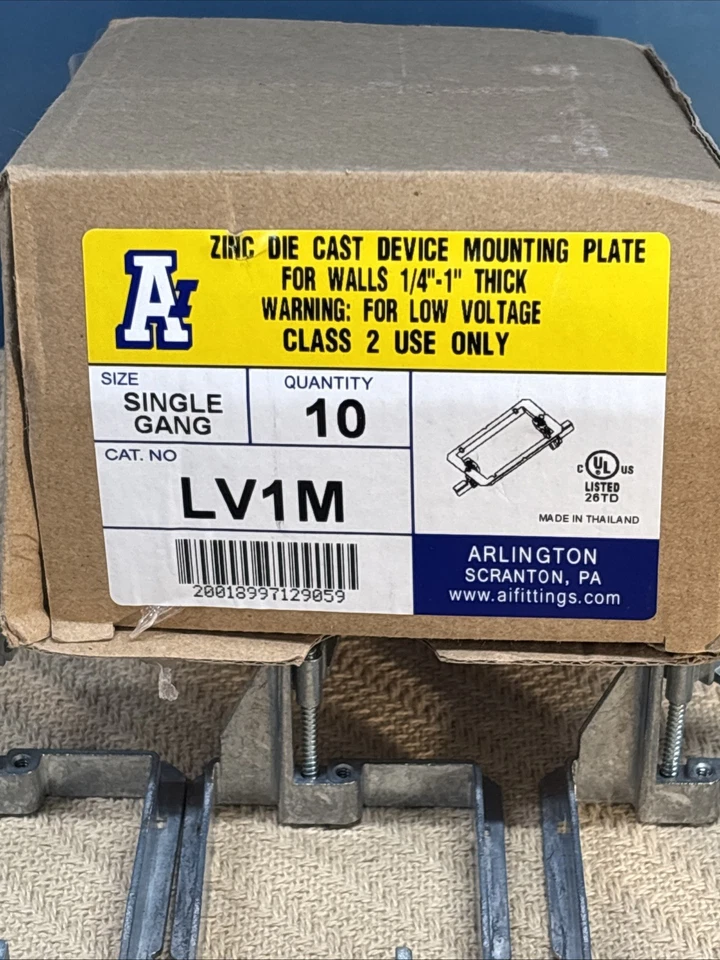 AI
ZINC DIE CAST DEVICE MOUNTING PLATE
FOR WALLS 1/4"-1" THICK
WARNING: FOR LOW VOLTAGE
CLASS 2 USE ONLY
SIZE
SINGLE
GANG
QUANTITY
10
CAT. NO
LV1M
20018997129059
C UL US
LISTED
26TD
MADE IN THAILAND
ARLINGTON
SCRANTON, PA
www.aifittings.com